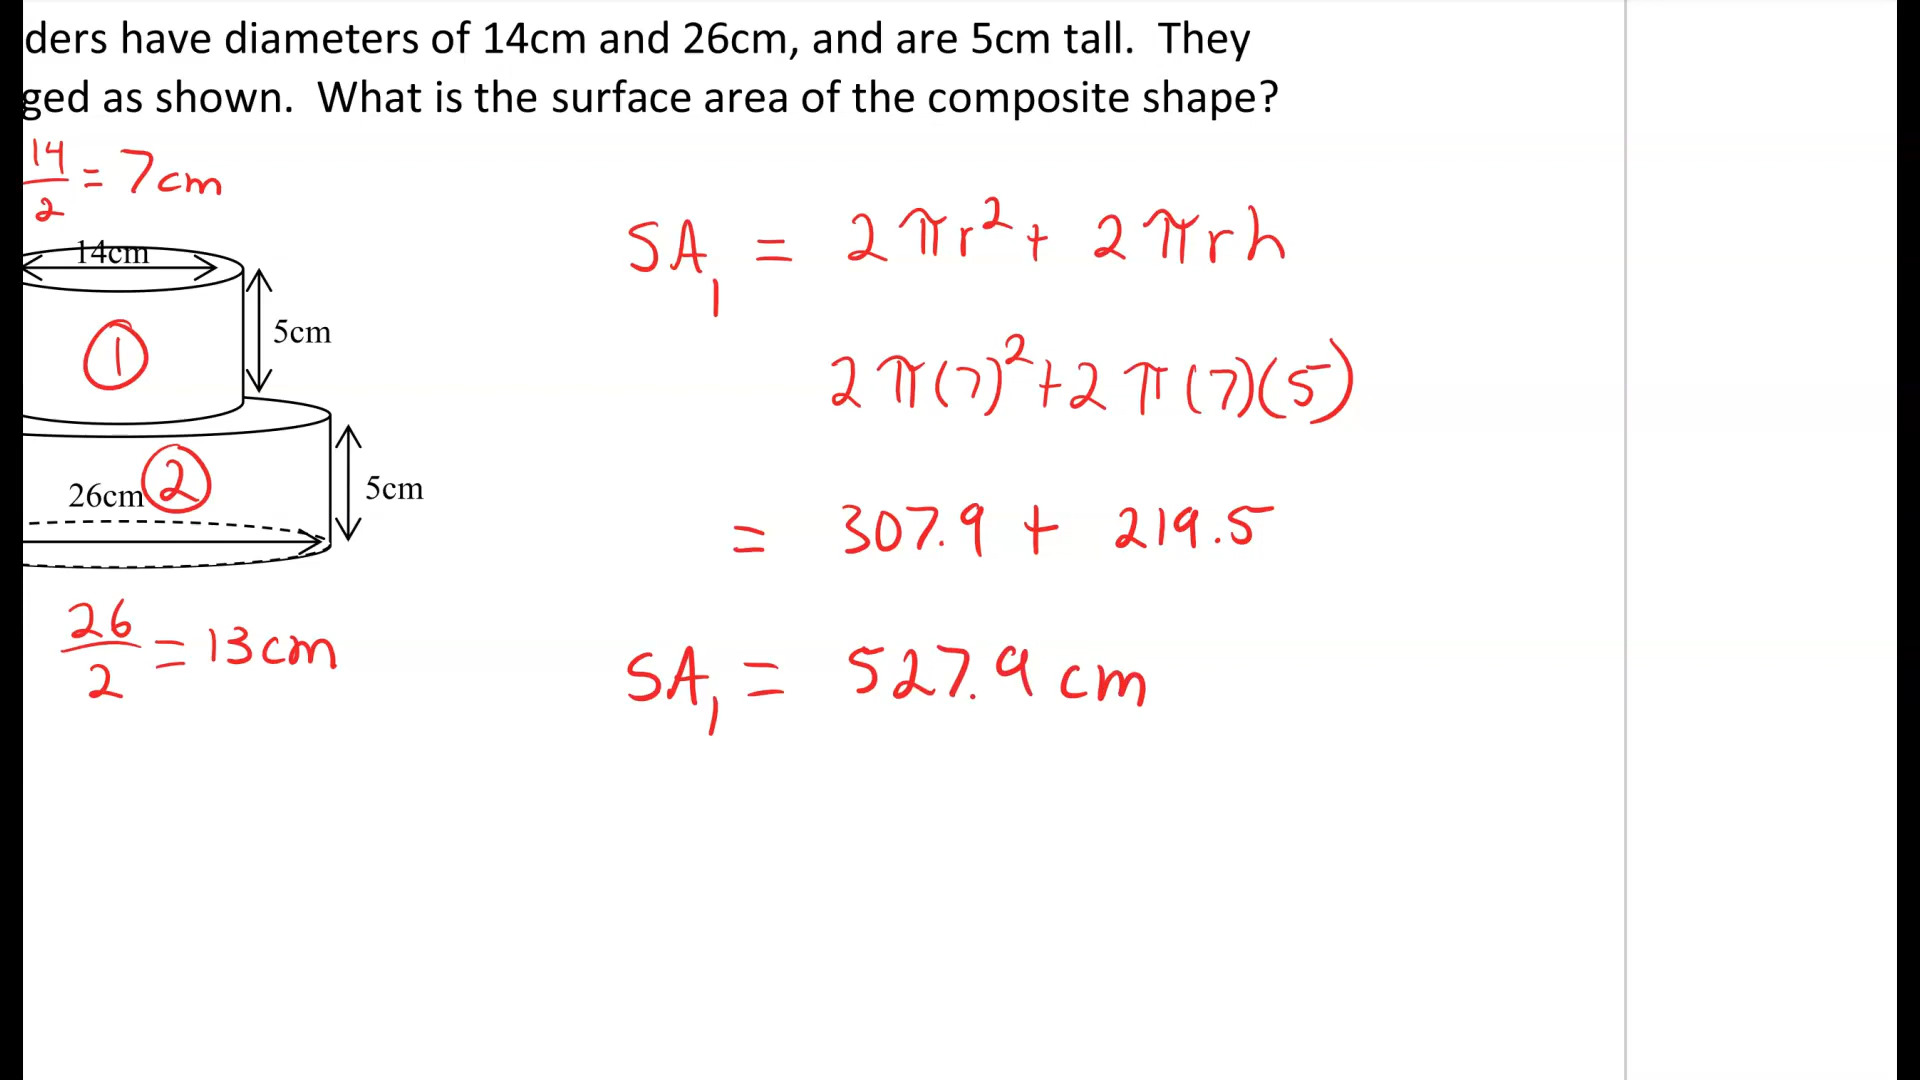 ders have diameters of 14cm and 26cm, and are 5cm tall. They
ged as shown. What is the surface area of the composite shape?
14/2 = 7cm
14cm
5cm
1
2
26cm
5cm
26/2 = 13cm
SA₁ = 2πr² + 2πrh
2π(7)²+2π(7)(5)
= 307.9 + 219.5
SA₁ = 527.9 cm